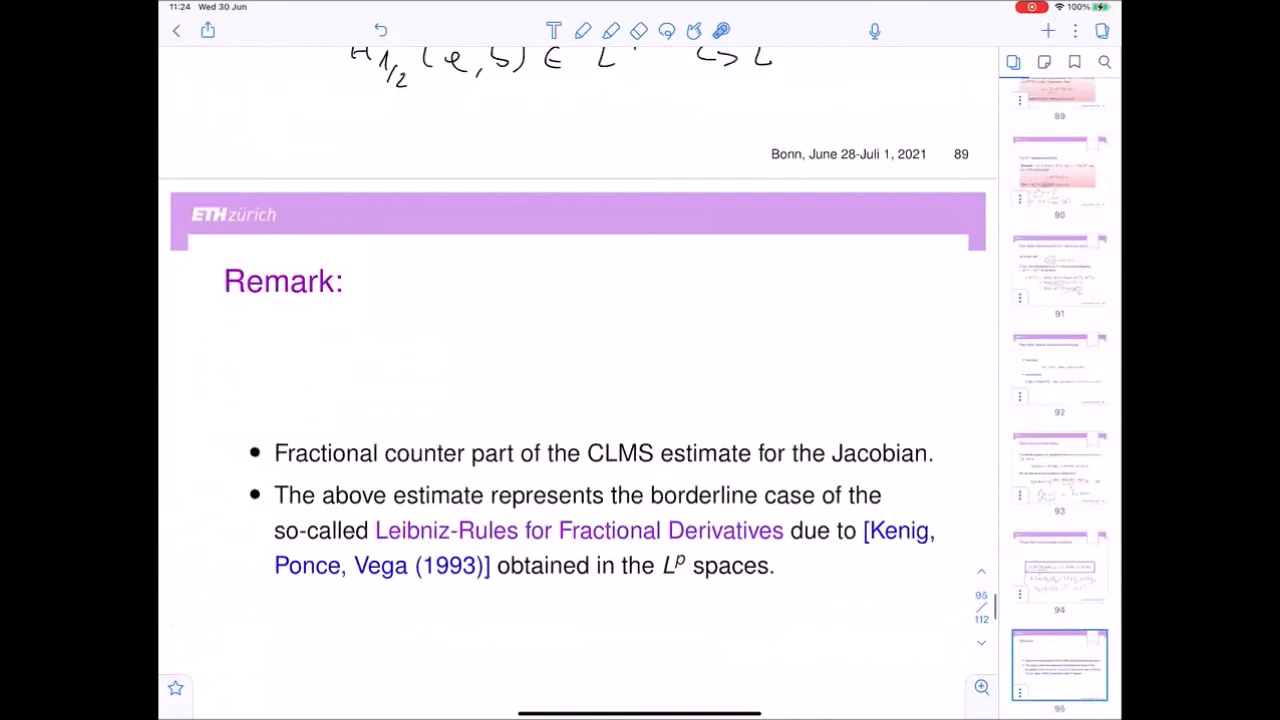 11:24 Wed 30 Jun
100%
H 1/2 (e, b) ∈ L
Bonn, June 28-Juli 1, 2021 89
ETH zürich
Remark:
• Fractional counter part of the CLMS estimate for the Jacobian.
• The above estimate represents the borderline case of the
so-called Leibniz-Rules for Fractional Derivatives due to [Kenig,
Ponce, Vega (1993)] obtained in the Lᵖ spaces.
95
/
112
89
90
91
92
93
94
95